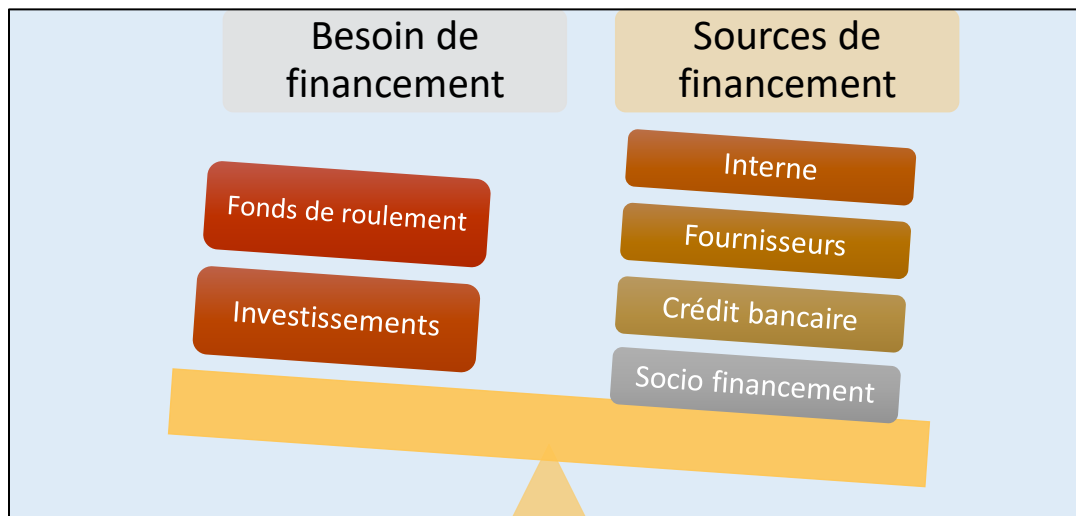 Besoin de
financement
Sources de
financement
Fonds de roulement
Investissements
Interne
Fournisseurs
Crédit bancaire
Socio financement